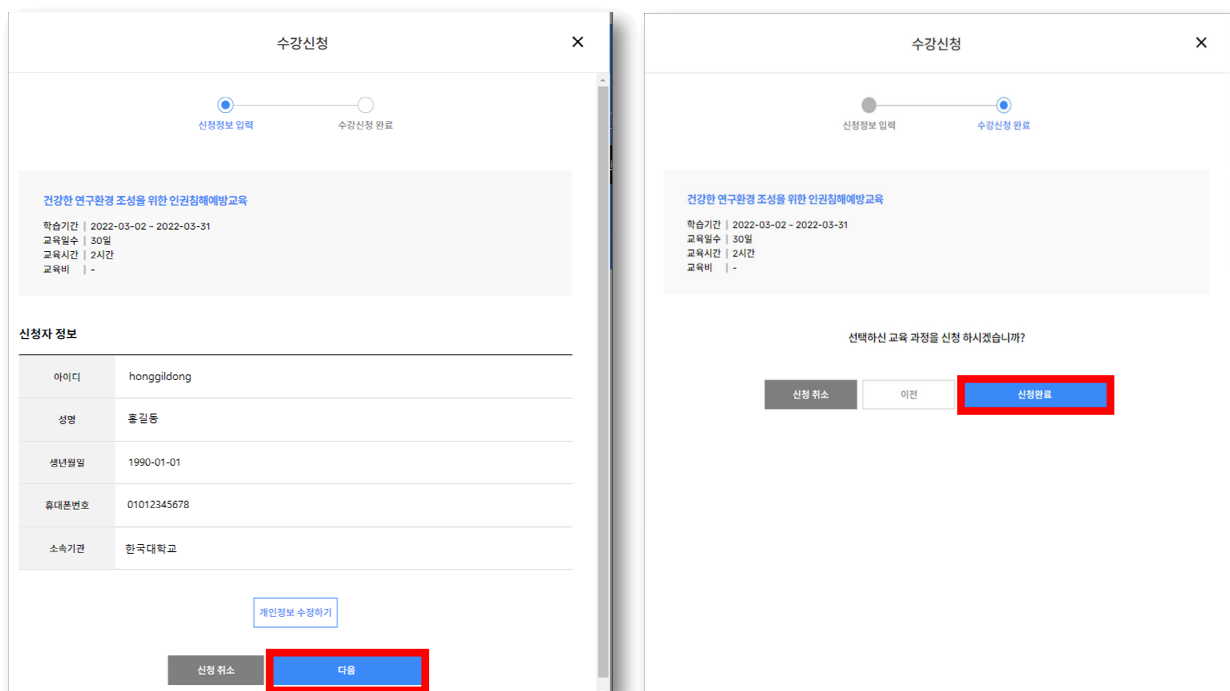 수강신청
신청정보 입력
수강신청 완료
건강한 연구환경 조성을 위한 인권침해예방교육
학습기간 | 2022-03-02 ~ 2022-03-31
교육일수 | 30일
교육시간 | 2시간
교육비 | -
신청자 정보
아이디 honggildong
성명 홍길동
생년월일 1990-01-01
휴대폰번호 01012345678
소속기관 한국대학교
개인정보 수정하기
신청 취소 다음
수강신청
신청정보 입력
수강신청 완료
건강한 연구환경 조성을 위한 인권침해예방교육
학습기간 | 2022-03-02 ~ 2022-03-31
교육일수 | 30일
교육시간 | 2시간
교육비 | -
선택하신 교육 과정을 신청 하시겠습니까?
신청 취소 이전 신청완료